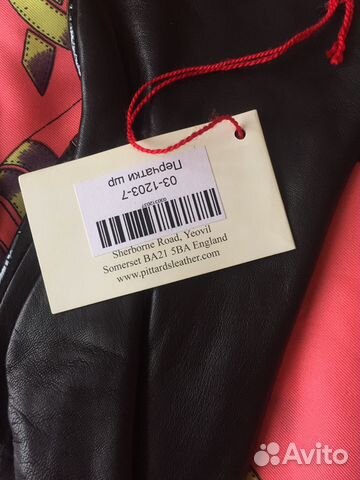 03-1203-7
Перчатки шр
Sherborne Road, Yeovil
Somerset BA21 5BA England
www.pittardsleather.com
Avito